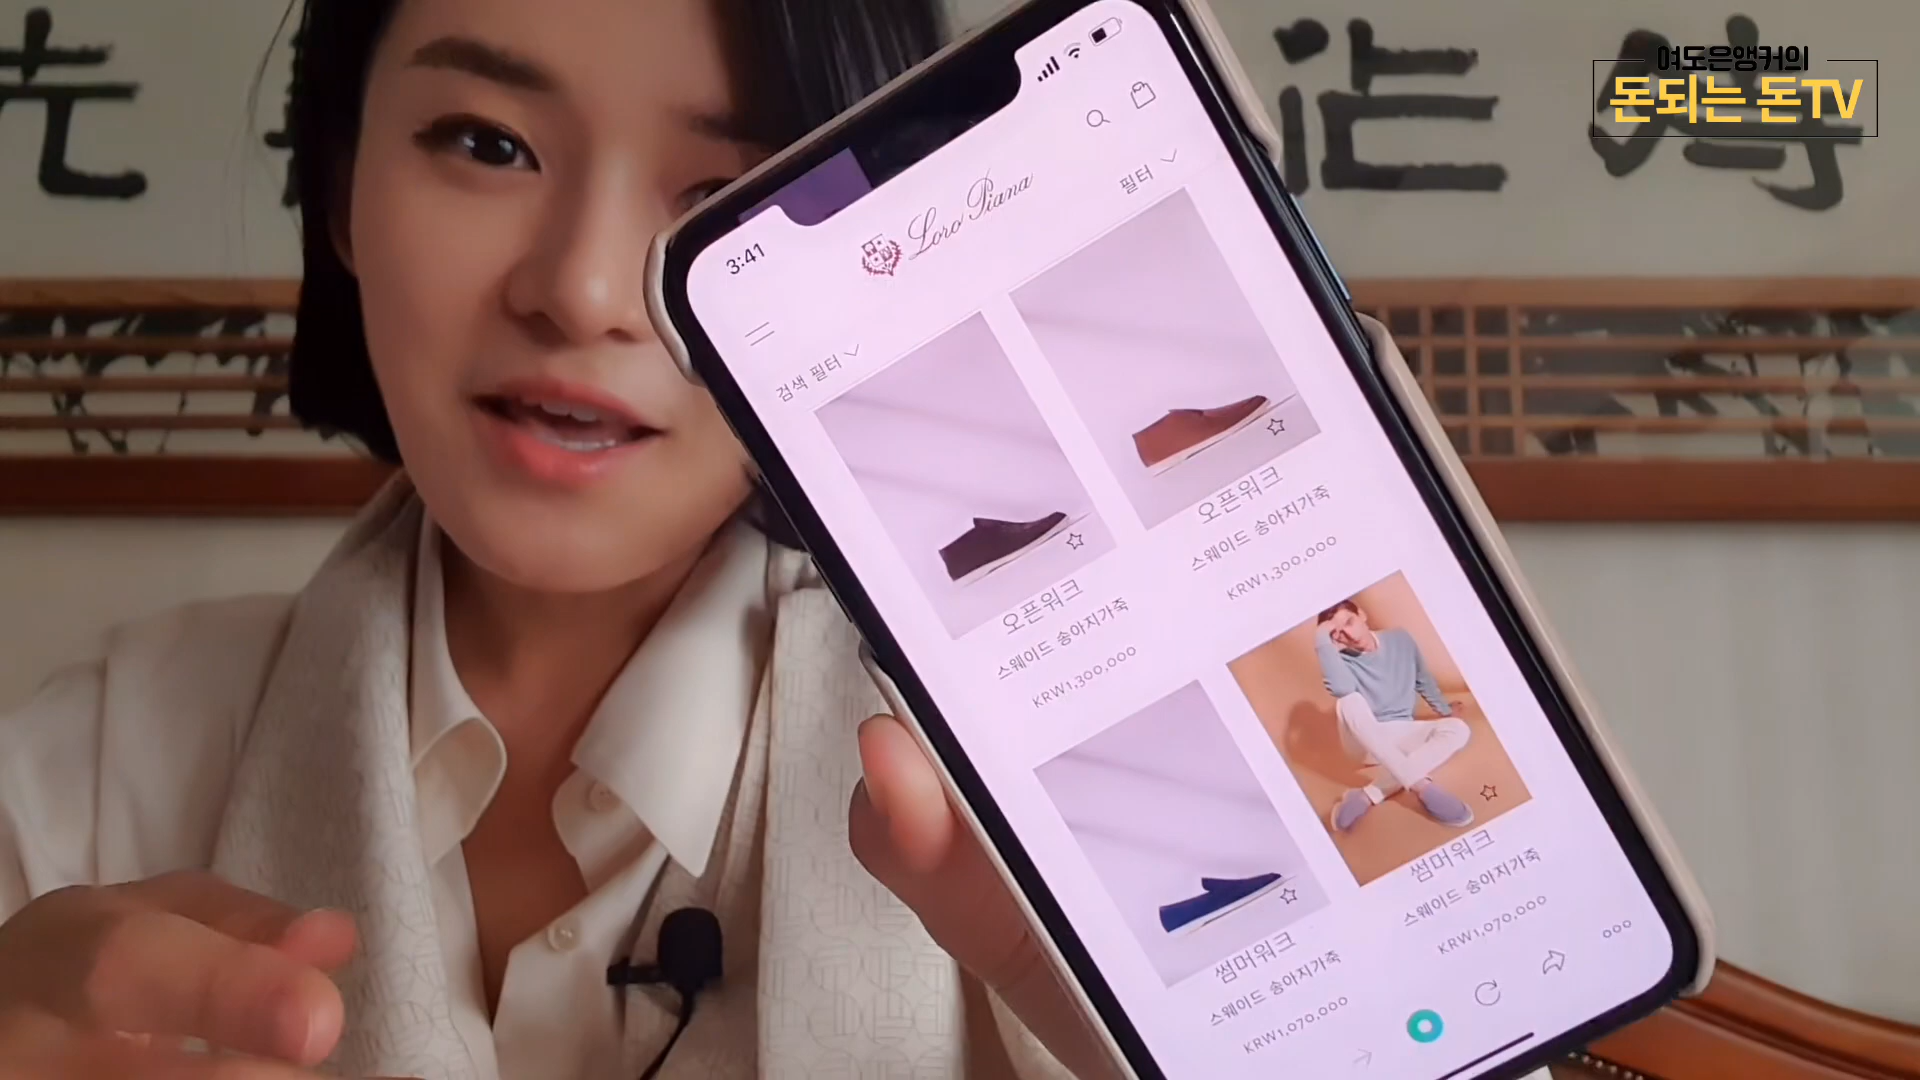 여도은앵커의
돈되는 돈TV
先
3:41
Loro Piana
검색 필터
필터
오픈워크
스웨이드 송아지가죽
KRW1,300,000
오픈워크
스웨이드 송아지가죽
KRW1,300,000
썸머워크
스웨이드 송아지가죽
KRW1,070,000
썸머워크
스웨이드 송아지가죽
KRW1,070,000